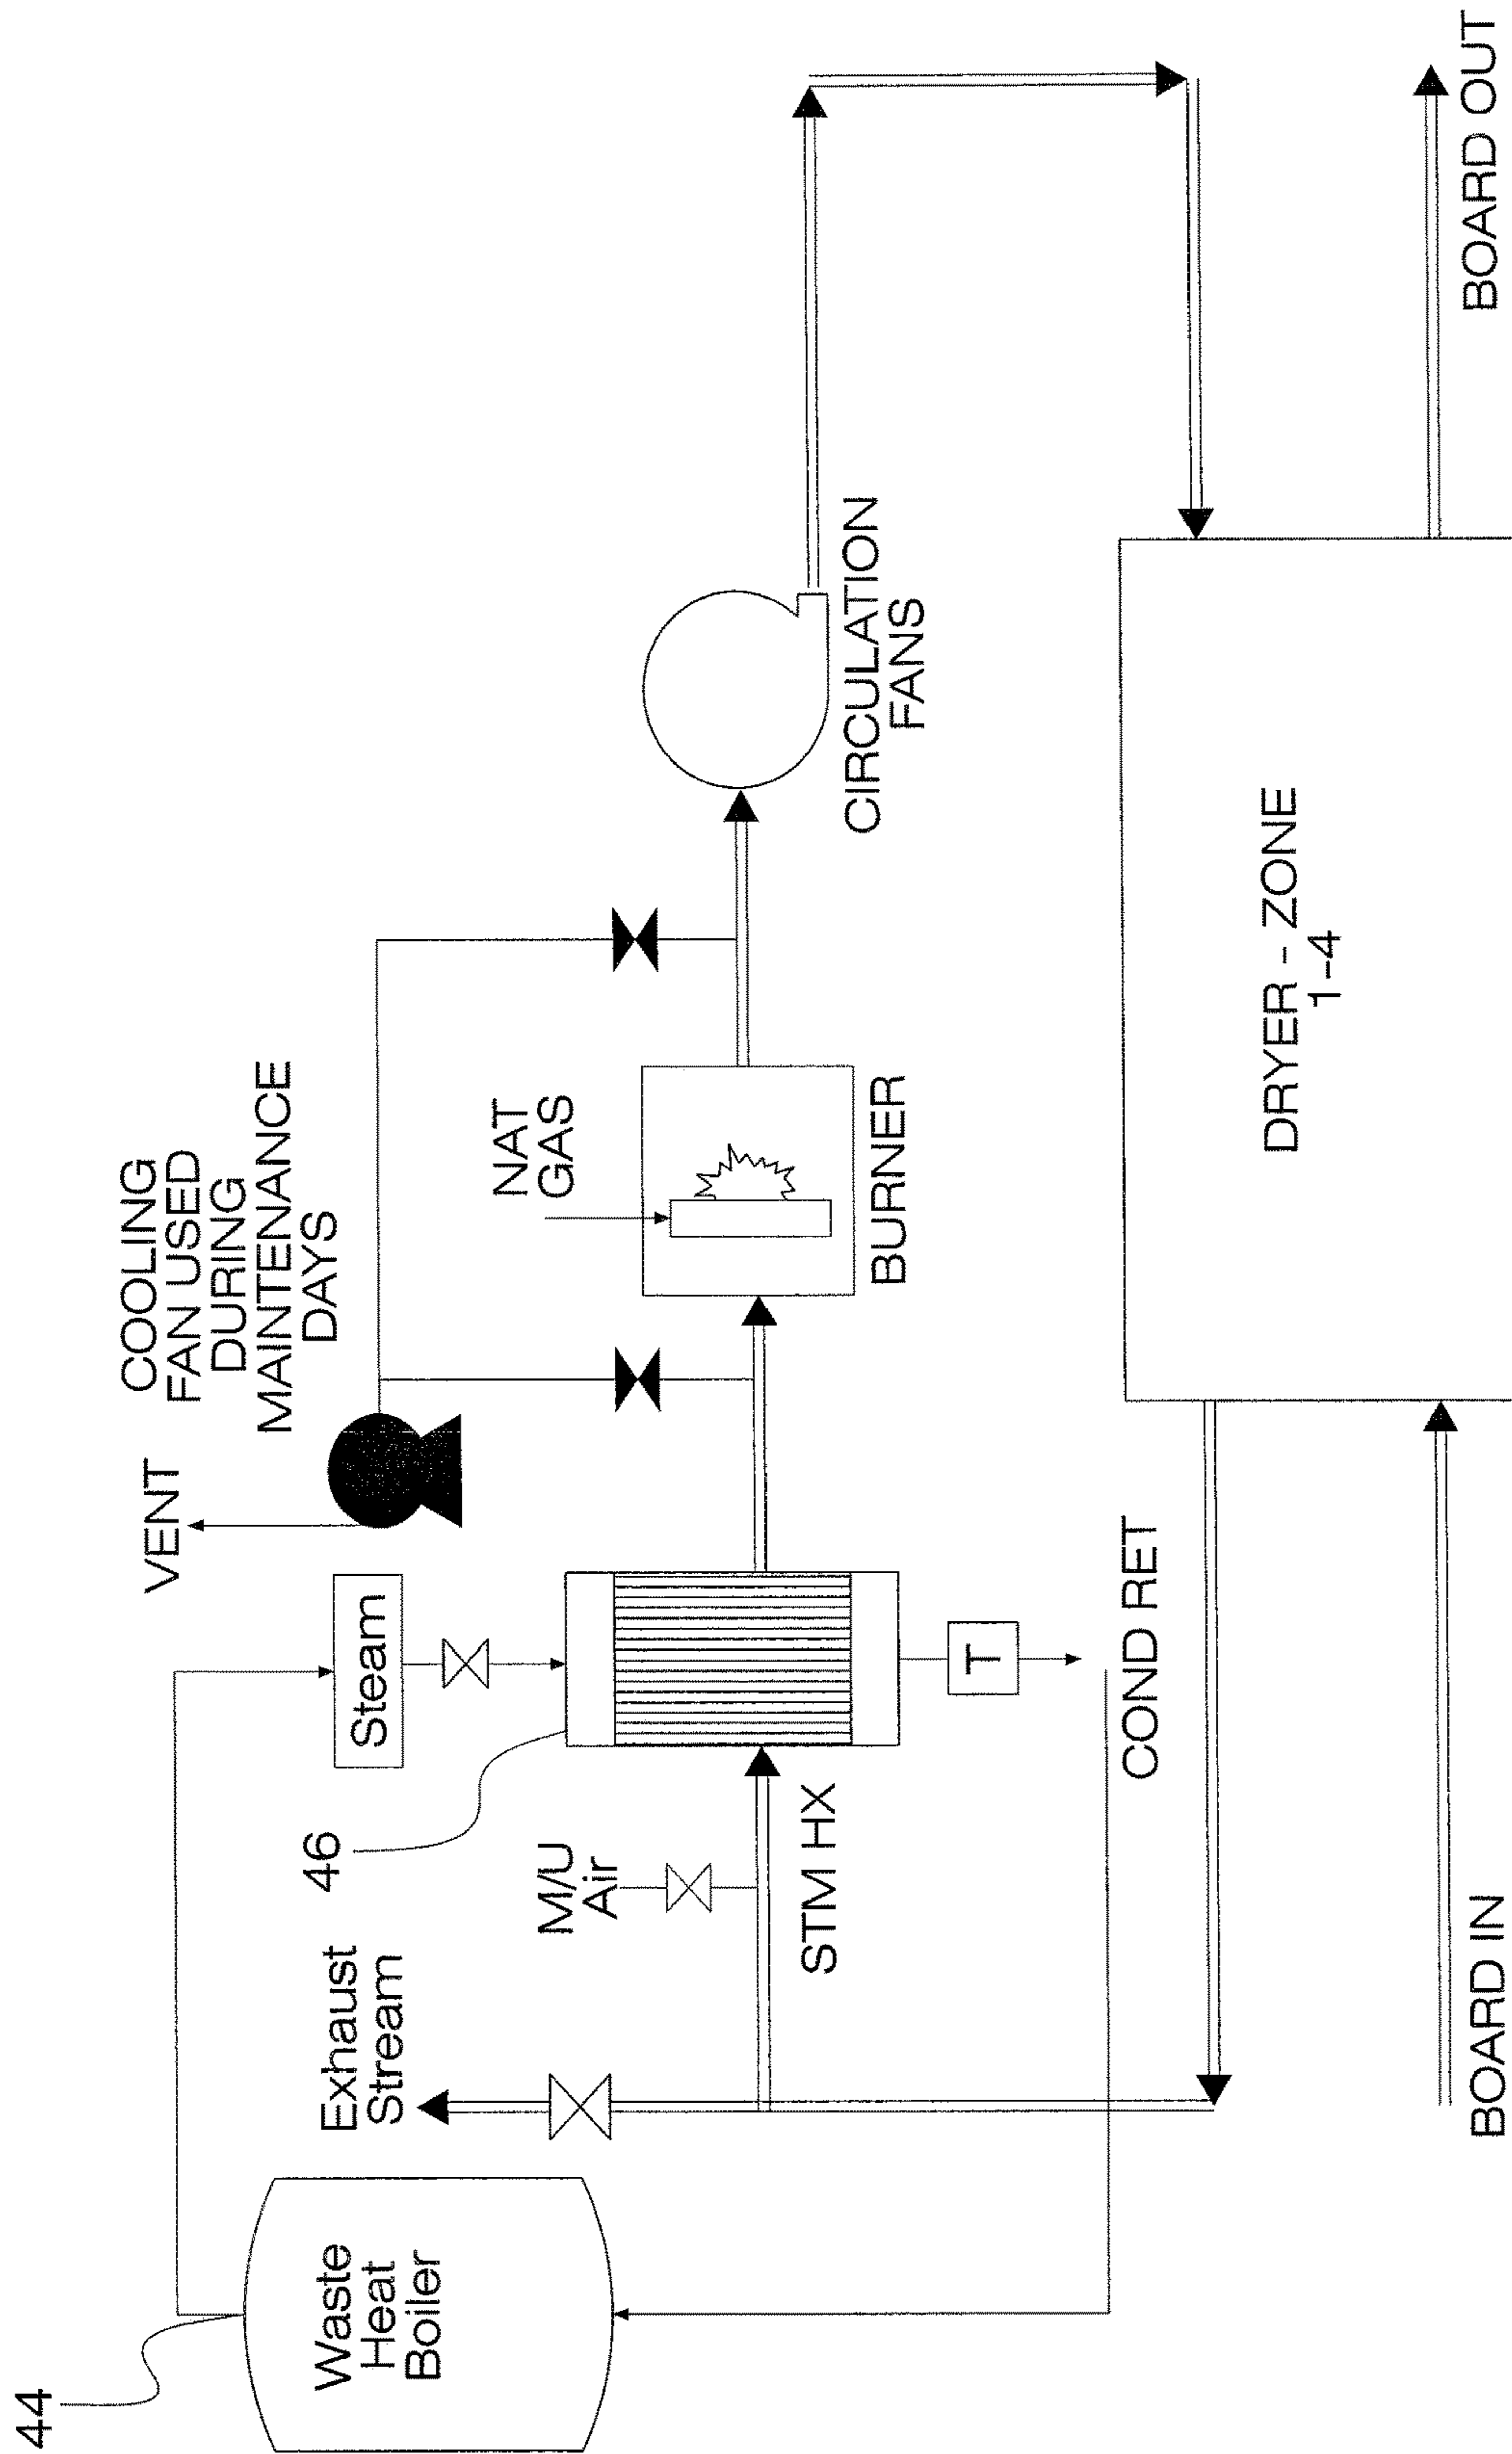 44
Waste
Heat
Boiler
Exhaust
Stream
46
M/U
Air
STM HX
Steam
VENT
COOLING
FAN USED
DURING
MAINTENANCE
DAYS
T
COND RET
NAT
GAS
BURNER
CIRCULATION
FANS
DRYER - ZONE
1-4
BOARD IN
BOARD OUT